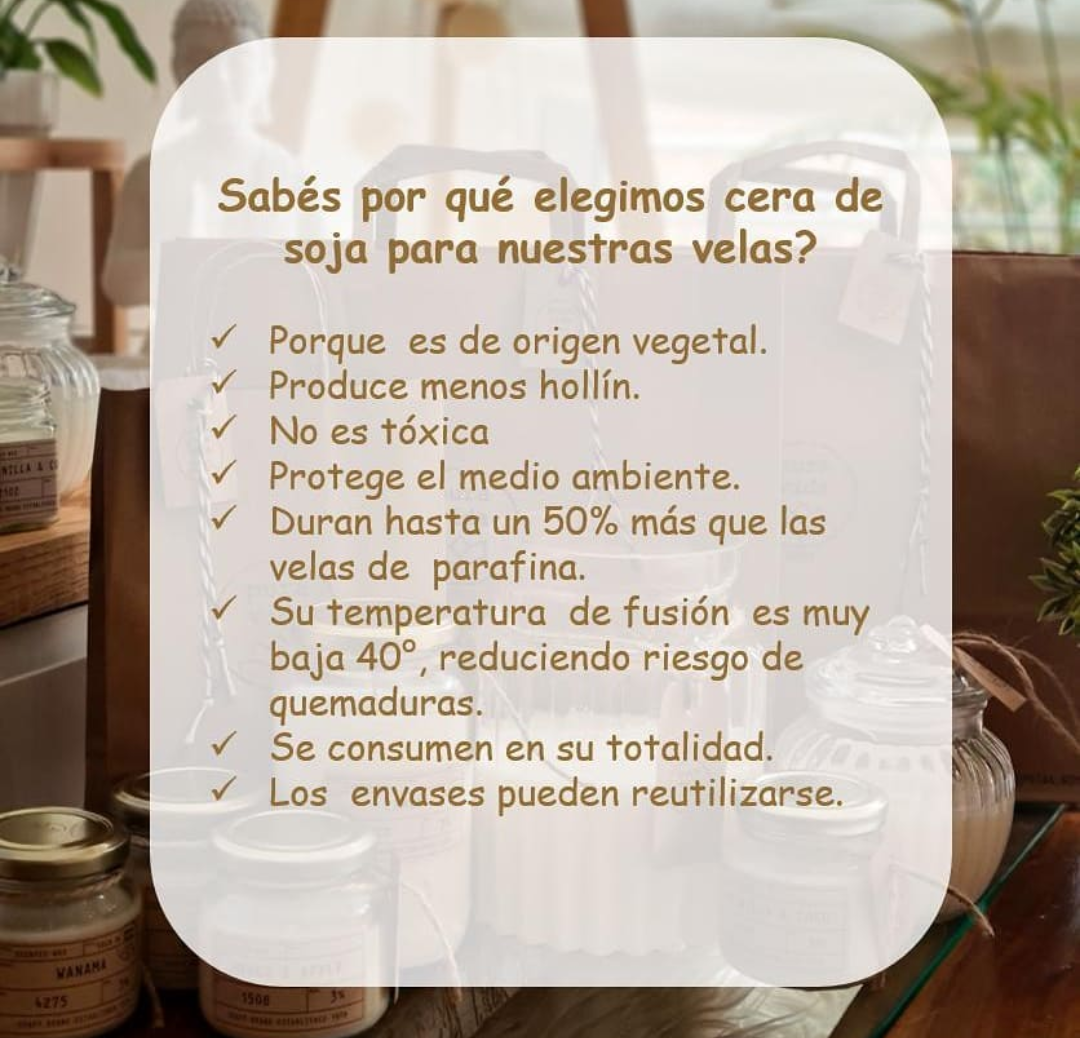 Sabés por qué elegimos cera de
soja para nuestras velas?
✓ Porque es de origen vegetal.
✓ Produce menos hollín.
✓ No es tóxica
✓ Protege el medio ambiente.
✓ Duran hasta un 50% más que las
velas de parafina.
✓ Su temperatura de fusión es muy
baja 40°, reduciendo riesgo de
quemaduras.
✓ Se consumen en su totalidad.
✓ Los envases pueden reutilizarse.
WANAMA
4275
1508 3%